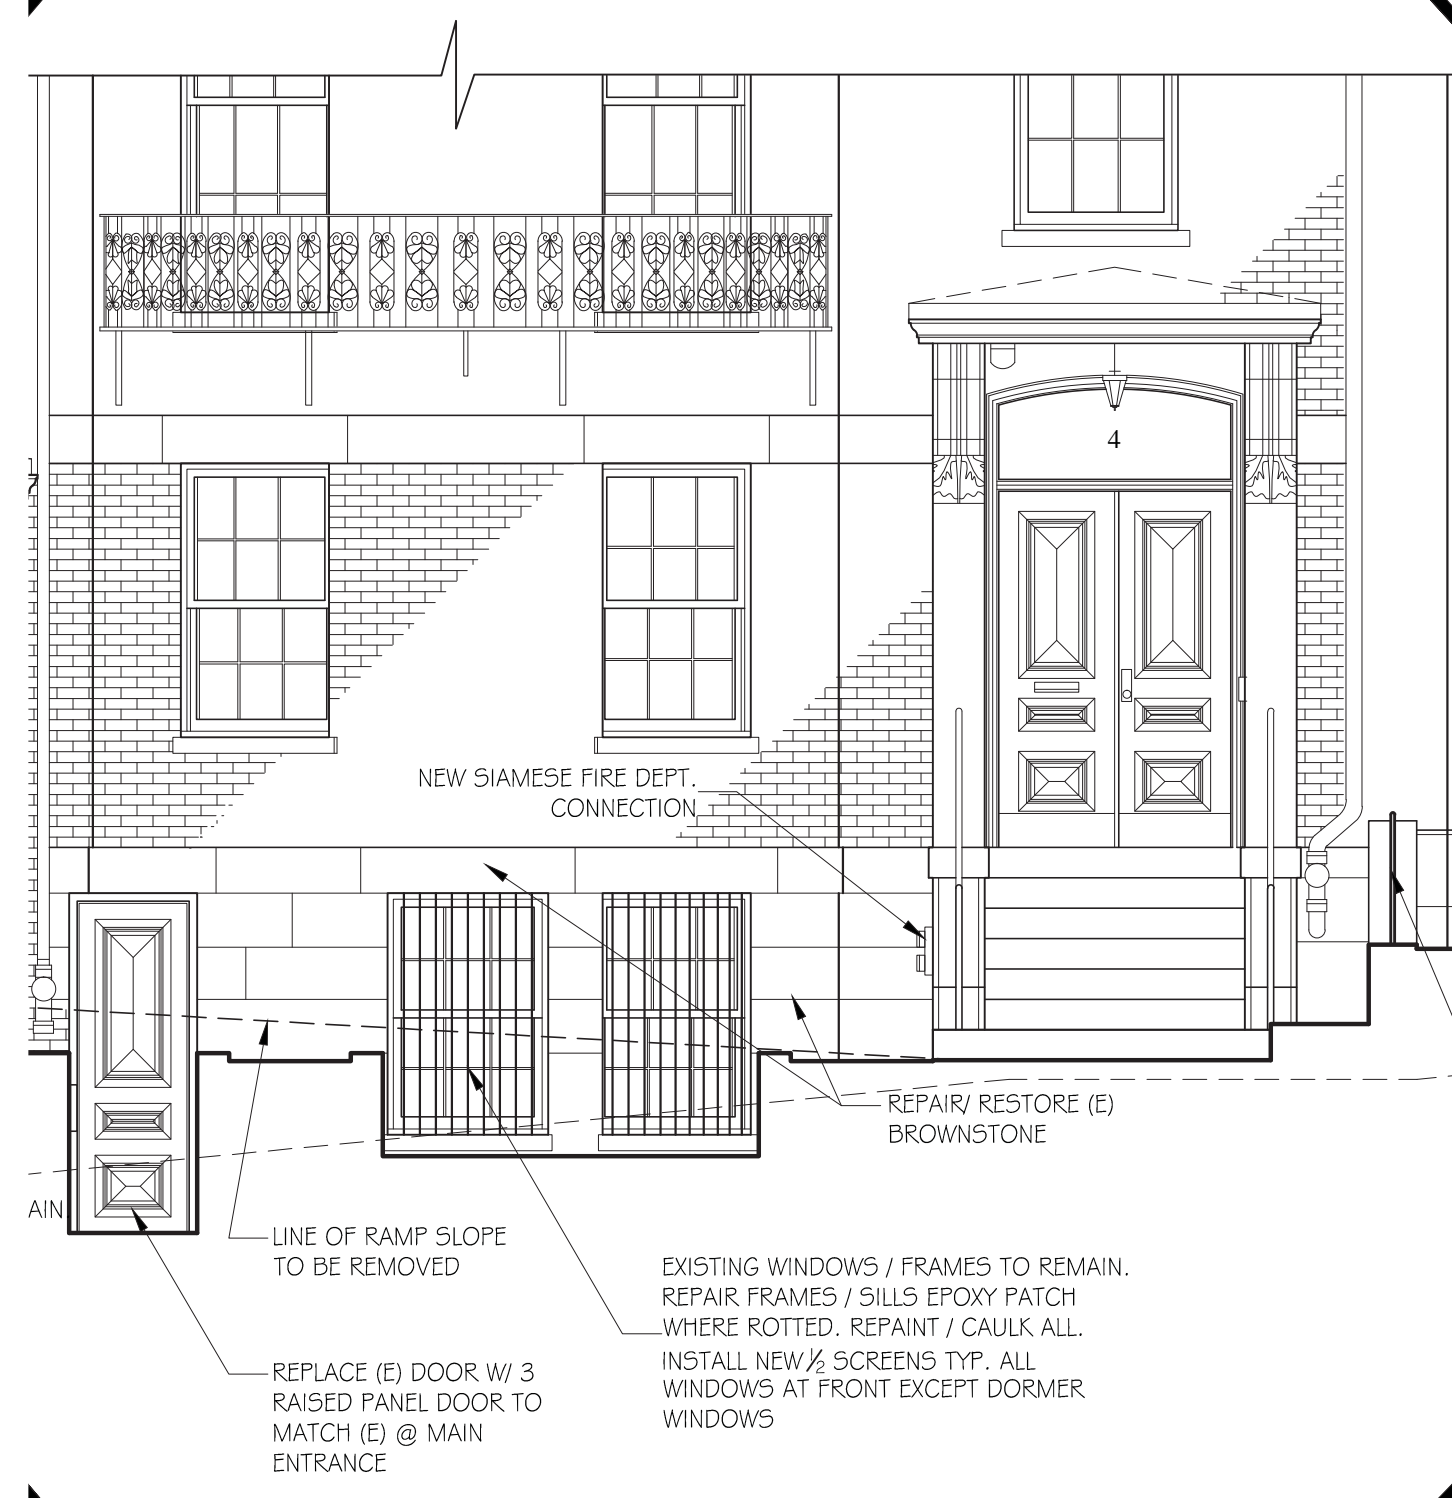 4
7
NEW SIAMESE FIRE DEPT.
CONNECTION
REPAIR/ RESTORE (E)
BROWNSTONE
AIN
LINE OF RAMP SLOPE
TO BE REMOVED
EXISTING WINDOWS / FRAMES TO REMAIN.
REPAIR FRAMES / SILLS EPOXY PATCH
WHERE ROTTED. REPAINT / CAULK ALL.
INSTALL NEW ½ SCREENS TYP. ALL
WINDOWS AT FRONT EXCEPT DORMER
WINDOWS
REPLACE (E) DOOR W/ 3
RAISED PANEL DOOR TO
MATCH (E) @ MAIN
ENTRANCE